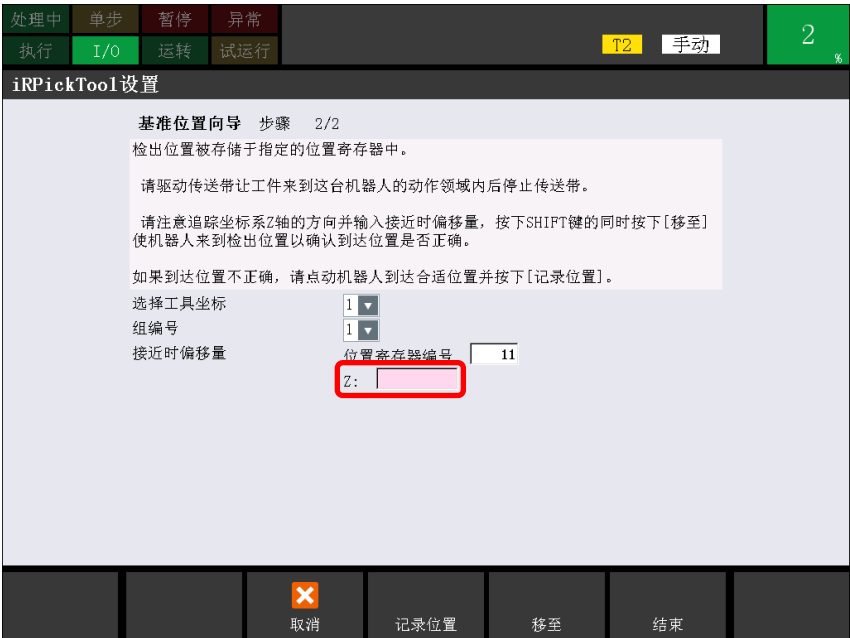 处理中 单步 暂停 异常
执行 I/O 运转 试运行
T2 手动
2 %
iRPickTool设置
基准位置向导 步骤 2/2
检出位置被存储于指定的位置寄存器中。
请驱动传送带让工件来到这台机器人的动作领域内后停止传送带。
请注意追踪坐标系Z轴的方向并输入接近时偏移量，按下SHIFT键的同时按下[移至]
使机器人来到检出位置以确认到达位置是否正确。
如果到达位置不正确，请点动机器人到达合适位置并按下[记录位置]。
选择工具坐标 1
组编号 1
接近时偏移量 位置寄存器编号 11
Z:
取消 记录位置 移至 结束